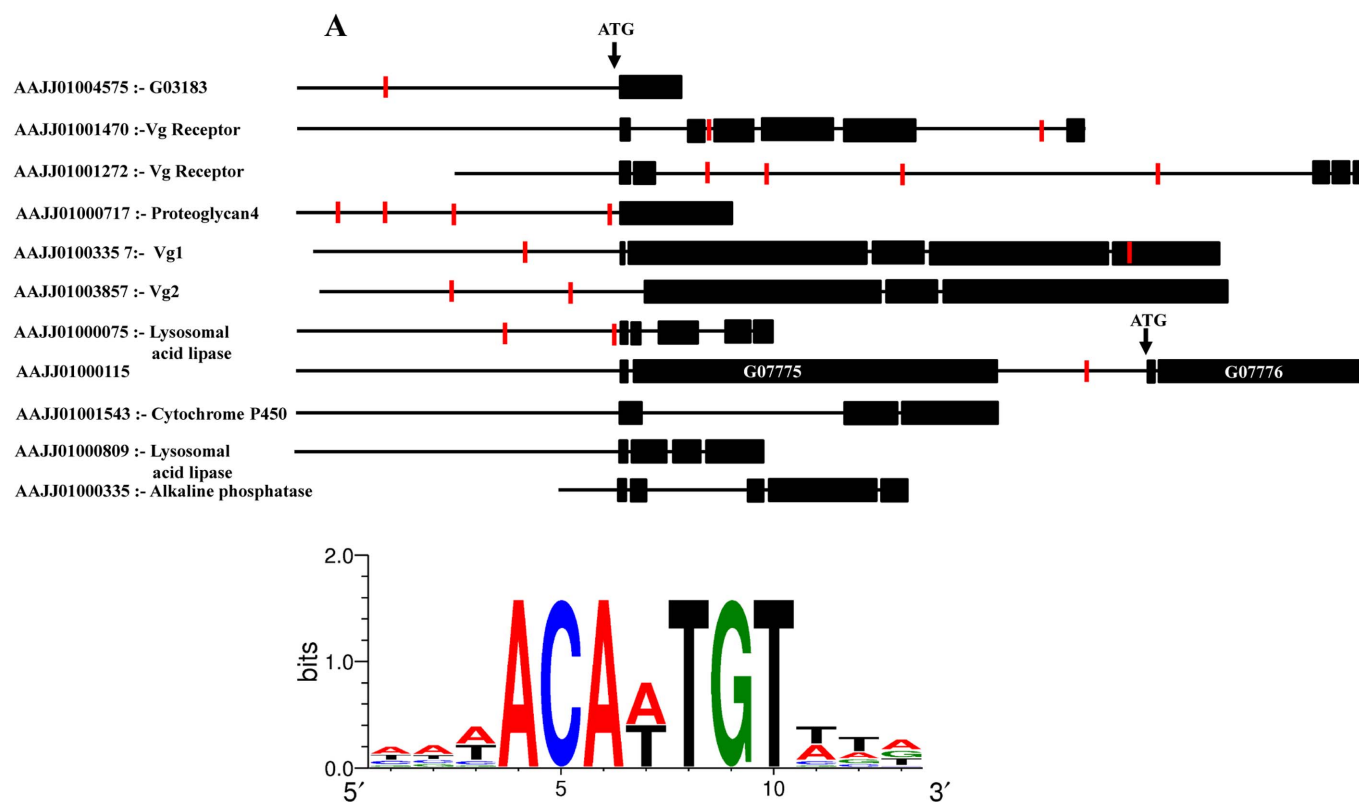 A
ATG
AAJJ01004575 :- G03183
AAJJ01001470 :-Vg Receptor
AAJJ01001272 :- Vg Receptor
AAJJ01000717 :- Proteoglycan4
AAJJ0100335 7:- Vg1
AAJJ01003857 :- Vg2
ATG
AAJJ01000075 :- Lysosomal
acid lipase
AAJJ01000115
G07775
G07776
AAJJ01001543 :- Cytochrome P450
AAJJ01000809 :- Lysosomal
acid lipase
AAJJ01000335 :- Alkaline phosphatase
2.0
1.0
0.0
bits
ACA
A
T
TGT
5′
5
10
3′